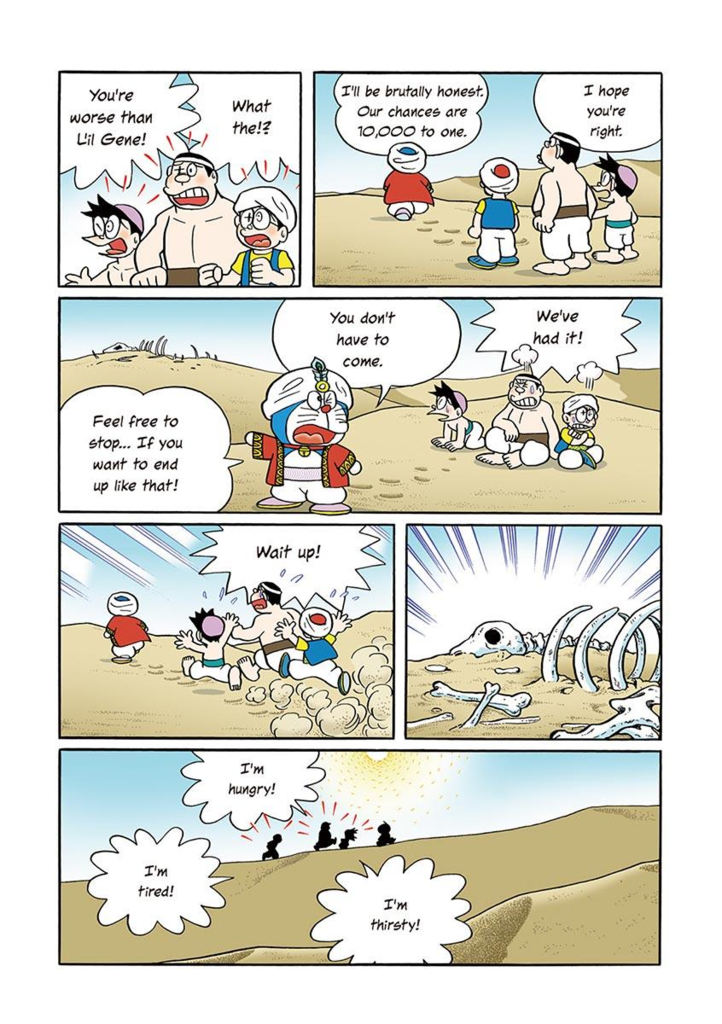 I hope
you're
right.
I'll be brutally honest.
Our chances are
10,000 to one.
What
the!?
You're
worse than
L'il Gene!
We've
had it!
You don't
have to
come.
Feel free to
stop... If you
want to end
up like that!
Wait up!
I'm
thirsty!
I'm
hungry!
I'm
tired!